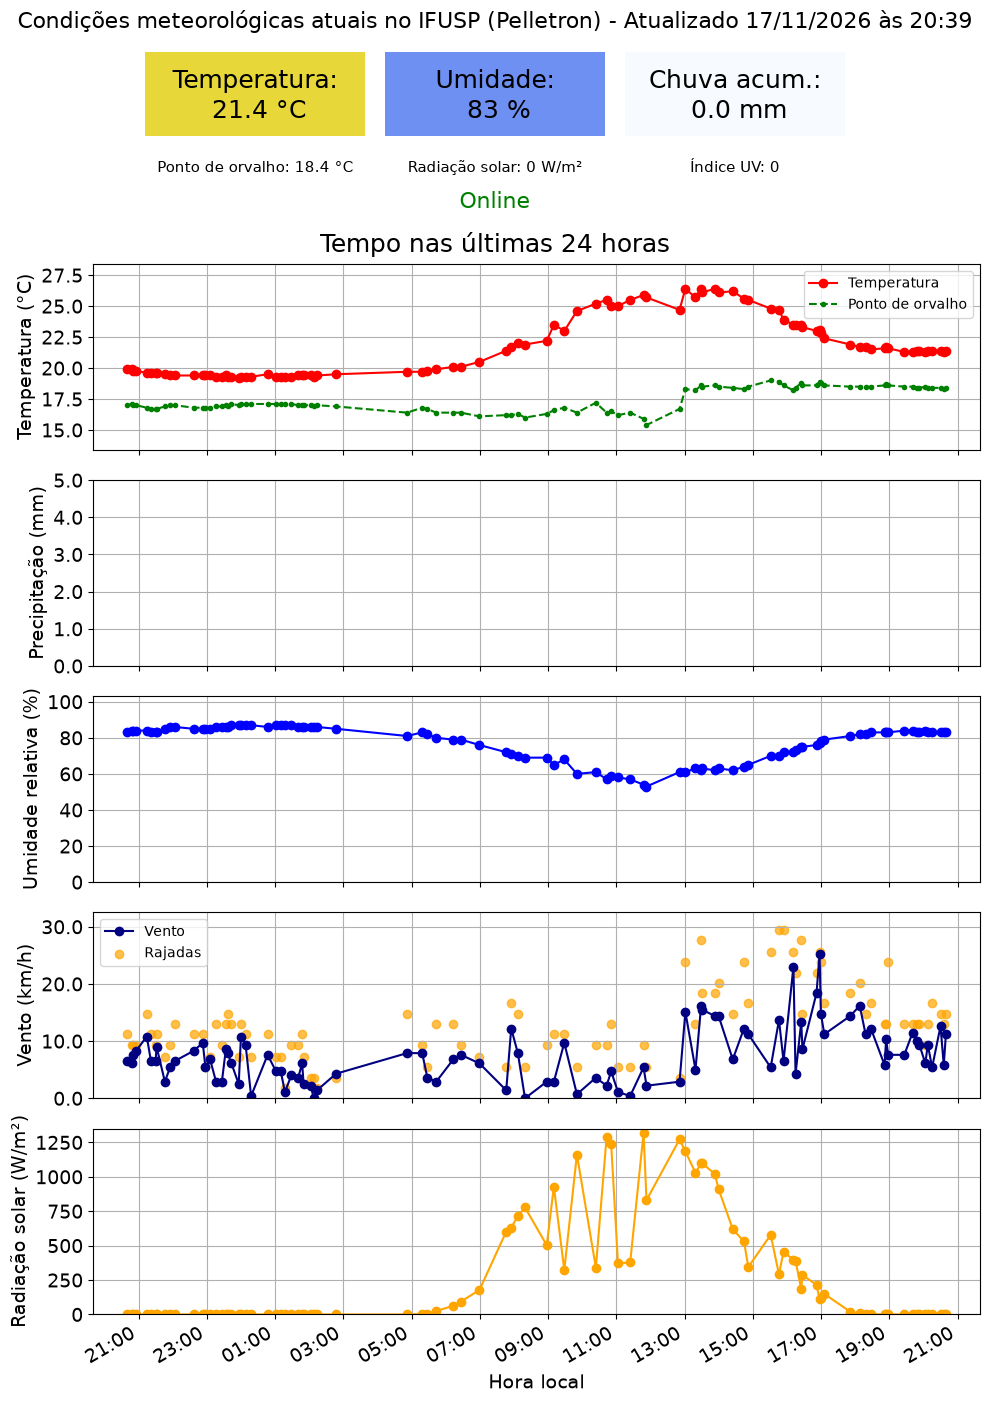 Condições meteorológicas atuais no IFUSP (Pelletron) - Atualizado 17/11/2026 às 20:39
Temperatura:
21.4 °C
Umidade:
83 %
Chuva acum.:
0.0 mm
Ponto de orvalho: 18.4 °C
Radiação solar: 0 W/m²
Índice UV: 0
Online
Tempo nas últimas 24 horas
Temperatura (°C)
27.5
25.0
22.5
20.0
17.5
15.0
Temperatura
Ponto de orvalho
Precipitação (mm)
5.0
4.0
3.0
2.0
1.0
0.0
Umidade relativa (%)
100
80
60
40
20
0
Vento (km/h)
30.0
20.0
10.0
0.0
Vento
Rajadas
Radiação solar (W/m²)
1250
1000
750
500
250
0
21:00
23:00
01:00
03:00
05:00
07:00
09:00
11:00
13:00
15:00
17:00
19:00
21:00
Hora local